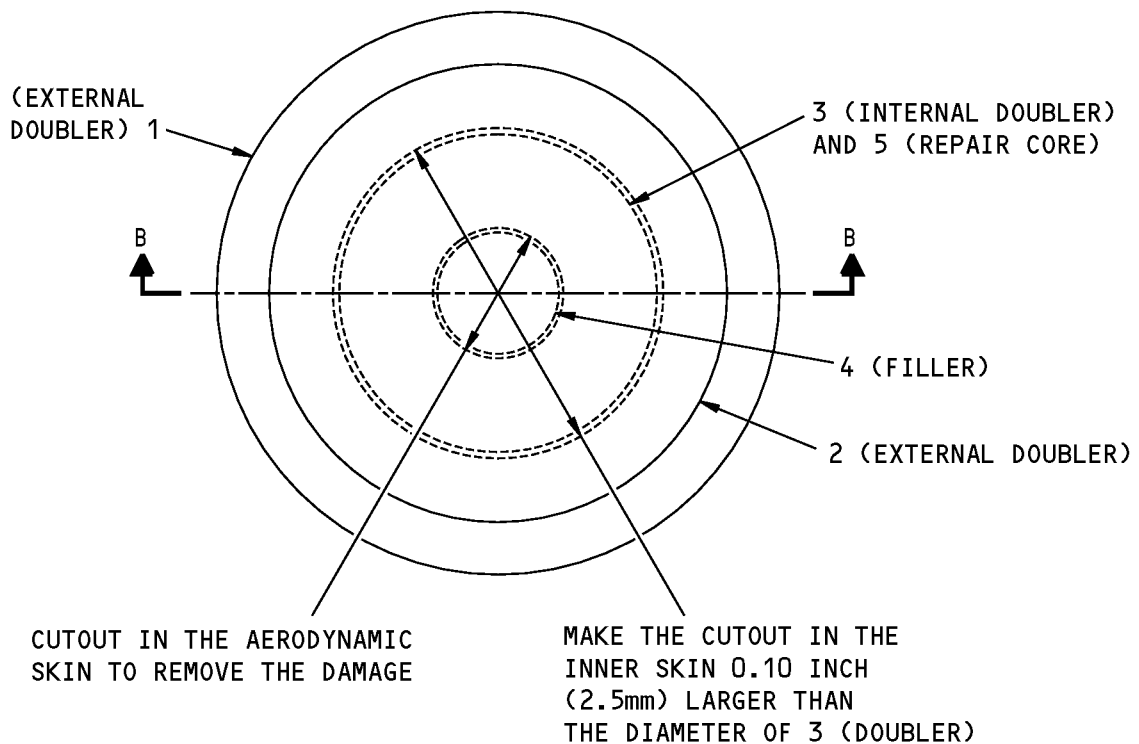 (EXTERNAL
DOUBLER) 1
3 (INTERNAL DOUBLER)
AND 5 (REPAIR CORE)
B
B
4 (FILLER)
2 (EXTERNAL DOUBLER)
CUTOUT IN THE AERODYNAMIC
SKIN TO REMOVE THE DAMAGE
MAKE THE CUTOUT IN THE
INNER SKIN 0.10 INCH
(2.5mm) LARGER THAN
THE DIAMETER OF 3 (DOUBLER)